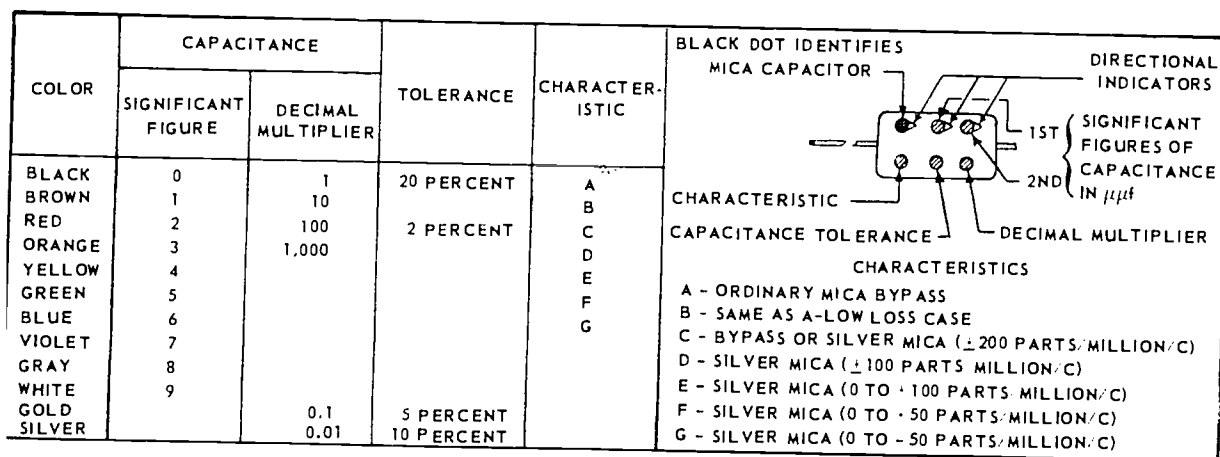 COLOR CAPACITANCE TOLERANCE CHARACTER-
ISTIC
SIGNIFICANT
FIGURE
DECIMAL
MULTIPLIER
BLACK 0 1 20 PERCENT A
BROWN 1 10 B
RED 2 100 2 PERCENT C
ORANGE 3 1,000 D
YELLOW 4 E
GREEN 5 F
BLUE 6 G
VIOLET 7
GRAY 8
WHITE 9
GOLD 0.1 5 PERCENT
SILVER 0.01 10 PERCENT
BLACK DOT IDENTIFIES
MICA CAPACITOR
DIRECTIONAL
INDICATORS
1ST
2ND
SIGNIFICANT
FIGURES OF
CAPACITANCE
IN μμf
CHARACTERISTIC
CAPACITANCE TOLERANCE
DECIMAL MULTIPLIER
CHARACTERISTICS
A - ORDINARY MICA BYPASS
B - SAME AS A-LOW LOSS CASE
C - BYPASS OR SILVER MICA (±200 PARTS/MILLION/C)
D - SILVER MICA (±100 PARTS MILLION/C)
E - SILVER MICA (0 TO +100 PARTS MILLION/C)
F - SILVER MICA (0 TO + 50 PARTS/MILLION/C)
G - SILVER MICA (0 TO - 50 PARTS/MILLION/C)